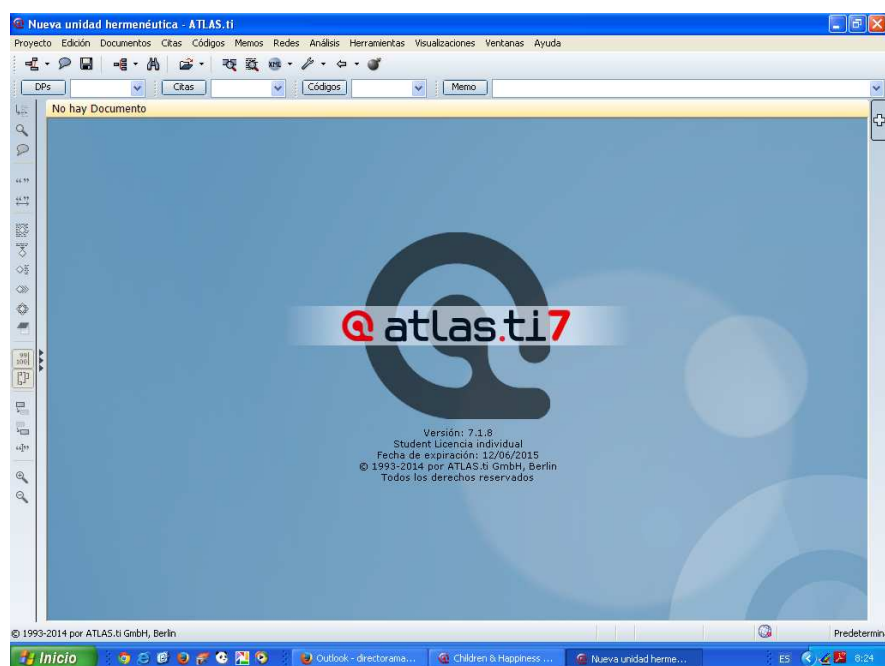 Nueva unidad hermenéutica - ATLAS.ti
Proyecto Edición Documentos Citas Códigos Memos Redes Análisis Herramientas Visualizaciones Ventanas Ayuda
DPs Citas Códigos Memo
No hay Documento
@ atlas.ti7
Versión: 7.1.8
Student Licencia individual
Fecha de expiración: 12/06/2015
© 1993-2014 por ATLAS.ti GmbH, Berlin
Todos los derechos reservados
© 1993-2014 por ATLAS.ti GmbH, Berlin Predetermin
Inicio Outlook - directorama... Children & Happiness ... Nueva unidad herme... ES 8:24